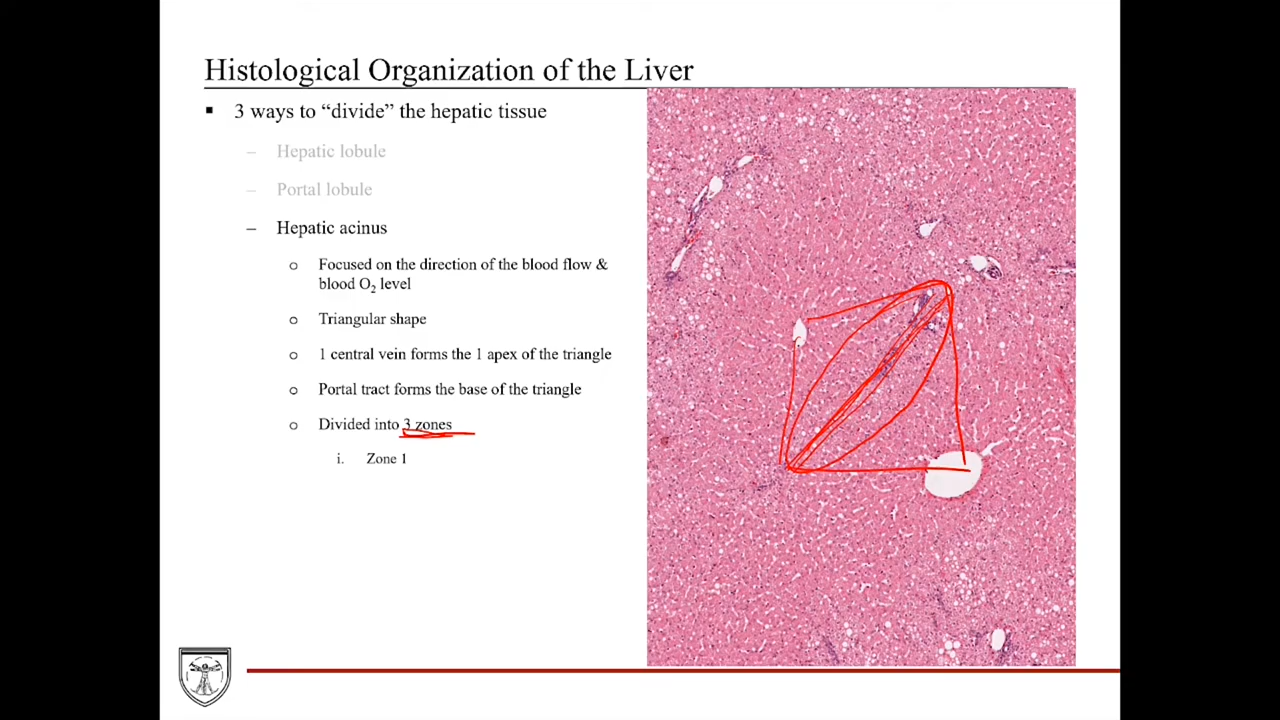 Histological Organization of the Liver
▪ 3 ways to “divide” the hepatic tissue
– Hepatic lobule
– Portal lobule
– Hepatic acinus
o Focused on the direction of the blood flow &
blood O₂ level
o Triangular shape
o 1 central vein forms the 1 apex of the triangle
o Portal tract forms the base of the triangle
o Divided into 3 zones
i. Zone 1